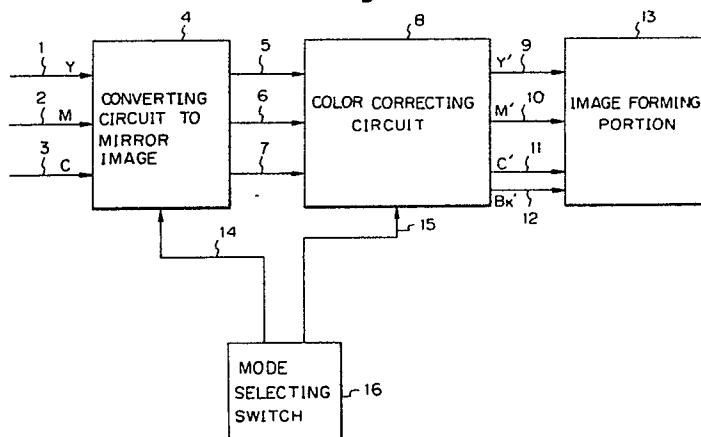 4
8
13
1 Y
2 M
3 C
CONVERTING
CIRCUIT TO
MIRROR
IMAGE
5
6
7
COLOR CORRECTING
CIRCUIT
Y' 9
M' 10
C' 11
BK' 12
IMAGE FORMING
PORTION
14
15
MODE
SELECTING
SWITCH
16